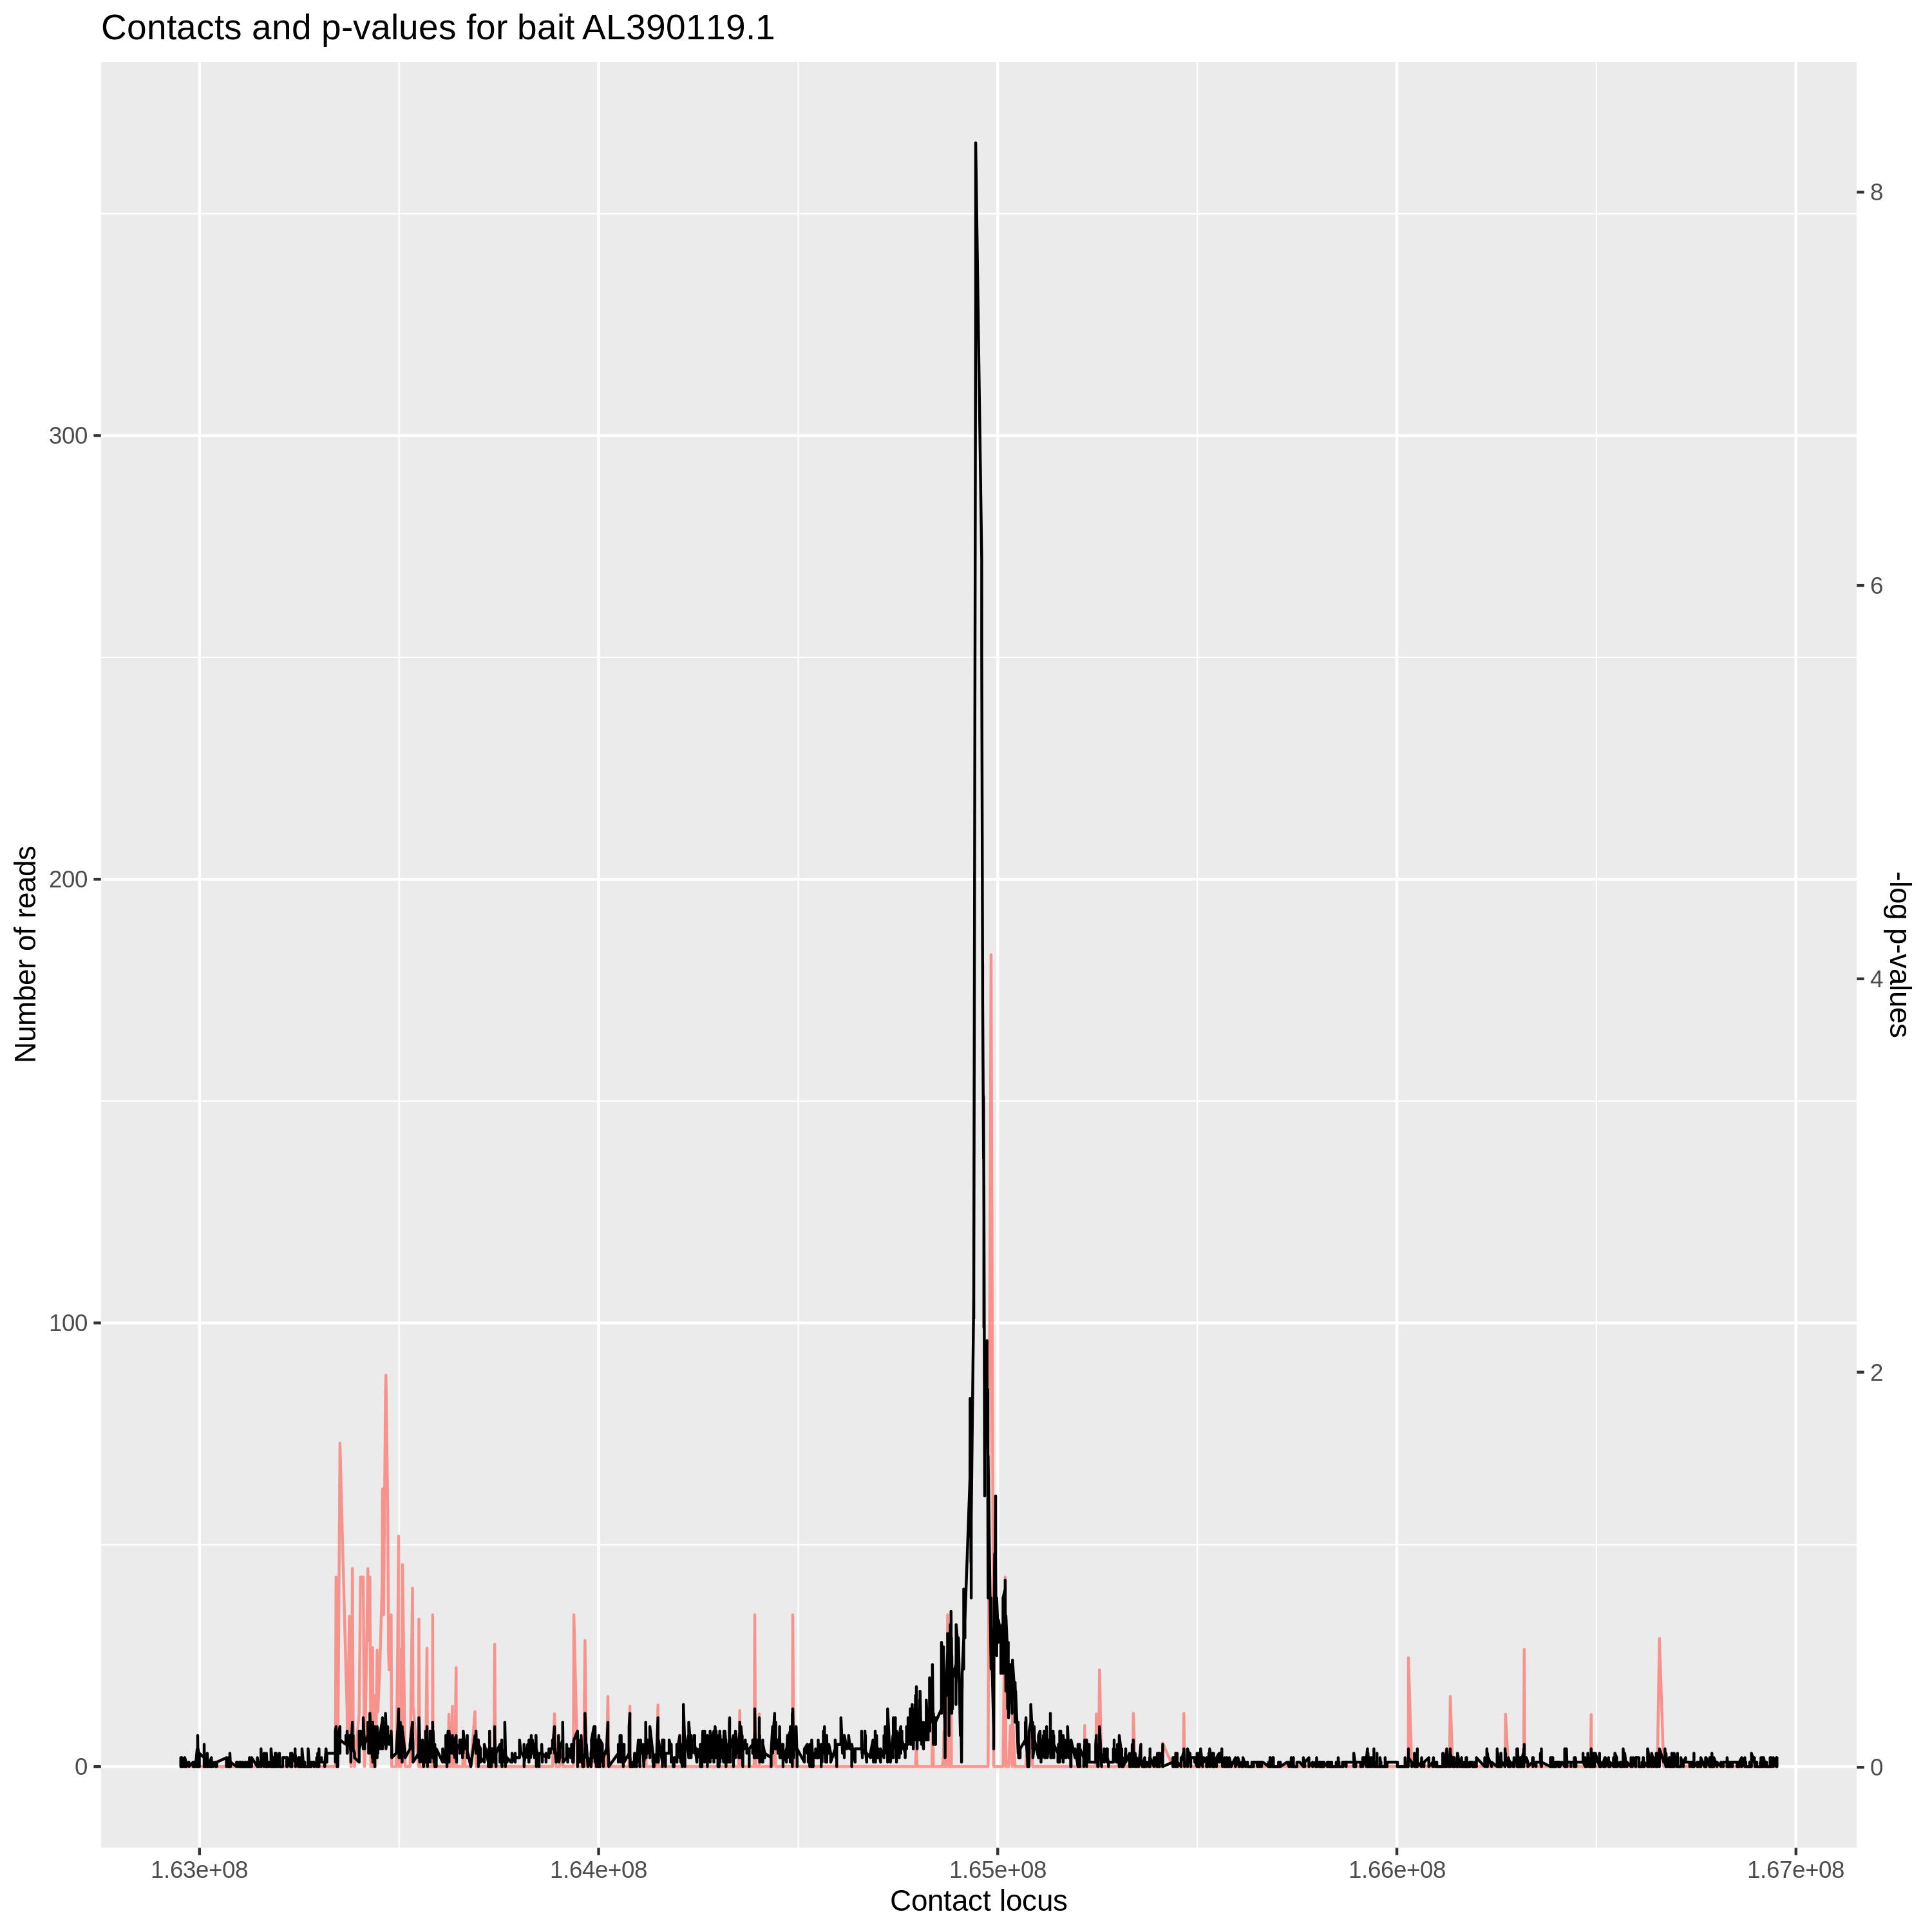 Contacts and p-values for bait AL390119.1
Number of reads
300
200
100
0
8
6
4
2
0
-log p-values
1.63e+08
1.64e+08
1.65e+08
1.66e+08
1.67e+08
Contact locus